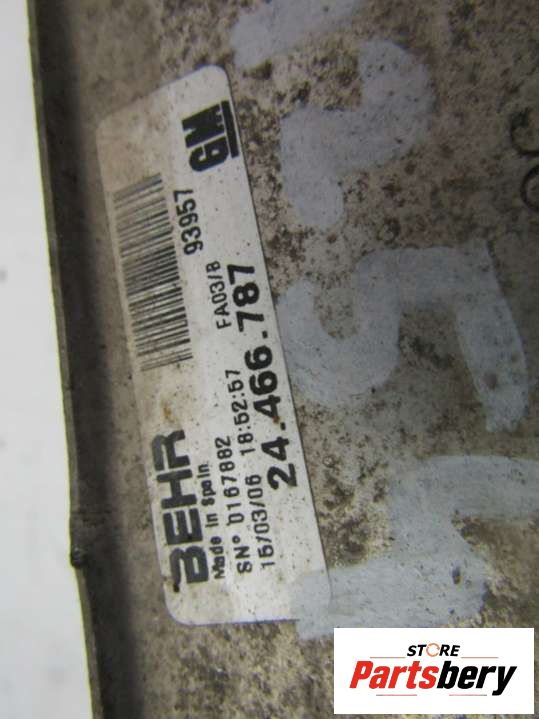 GM
93957
BEHR
Made in Spain.
SN° 0167882
15/03/06 18:52:57 FA03/B
24.466.787
STORE
Partsbery